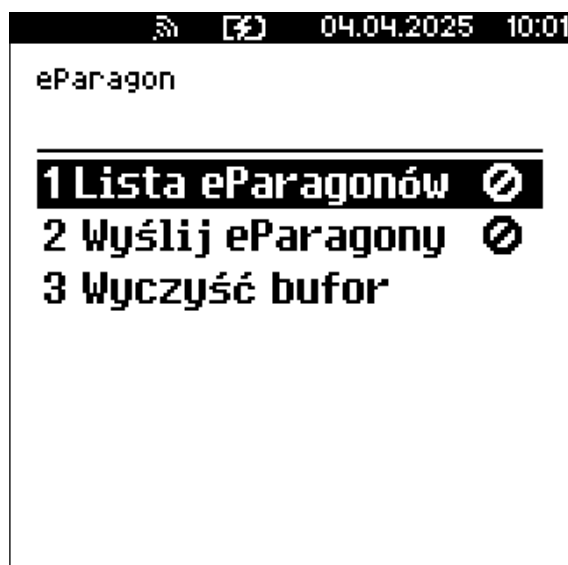 04.04.2025 10:01
eParagon
1 Lista eParagonów
2 Wyślij eParagony
3 Wyczyść bufor